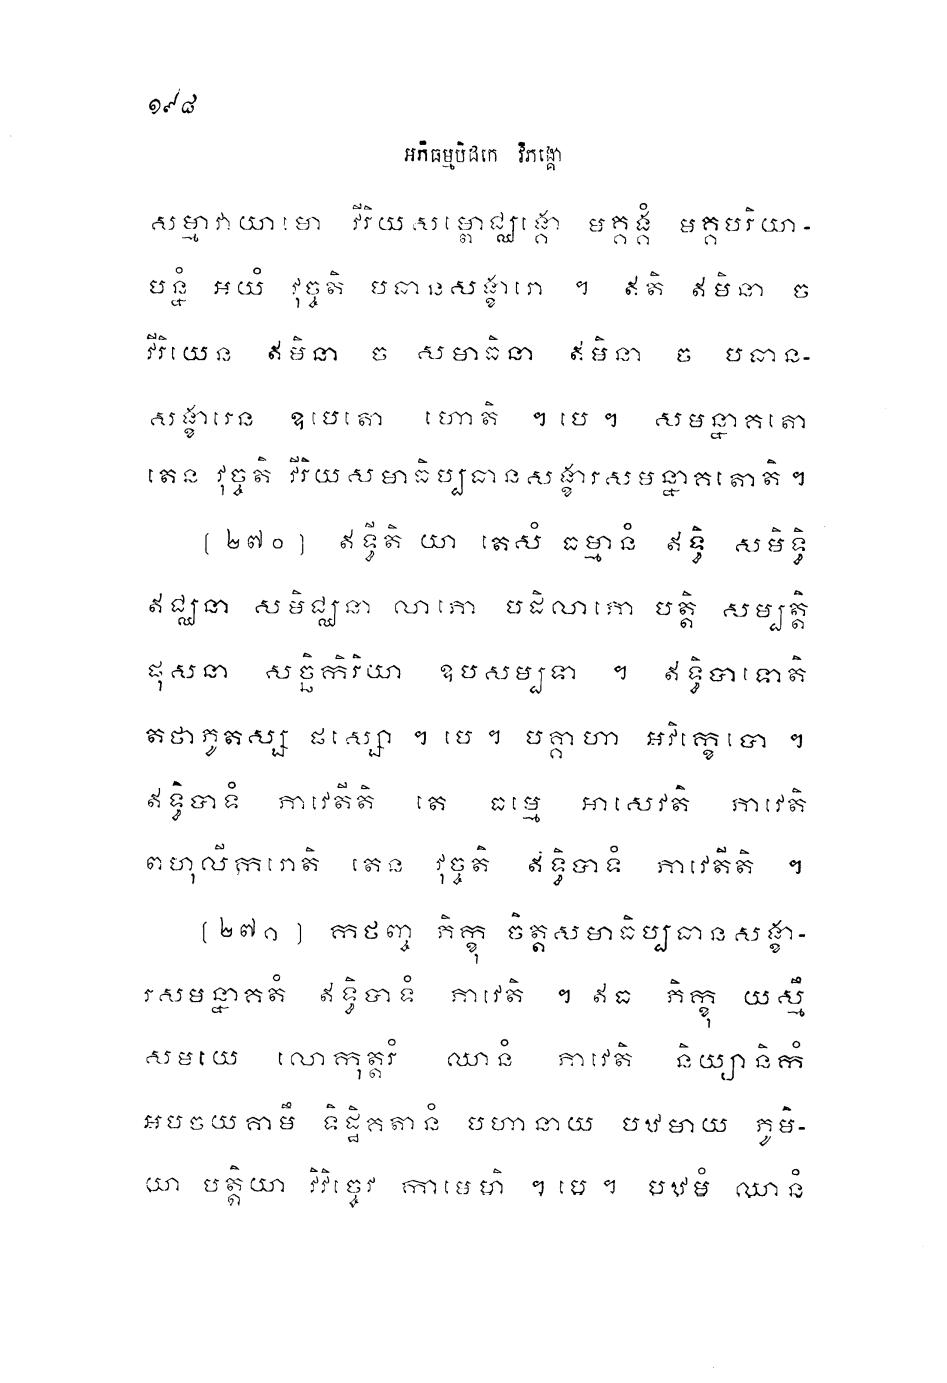 ១៩៨
អភិធម្មបិដកេ វិភង្គោ
សម្មាវាយាមោ វីរិយសម្ពោជ្ឈង្គោ មគ្គង្គំ មគ្គបរិយា-
បន្នំ អយំ វុច្ចតិ បធានសង្ខារោ ។ ឥតិ ឥមិនា ច
វីរិយេន ឥមិនា ច សមាធិនា ឥមិនា ច បធាន-
សង្ខារេន ឧបេតោ ហោតិ ។ បេ ។ សមន្នាគតោ
តេន វុច្ចតិ វីរិយសមាធិប្បធានសង្ខារសមន្នាគតោតិ ។
(២៧០) ឥទ្ធីតិ យា តេសំ ធម្មានំ ឥទ្ធិ សមិទ្ធិ
ឥជ្ឈនា សមិជ្ឈនា លាភោ បដិលាភោ បត្តិ សម្បត្តិ
ផុសនា សច្ឆិកិរិយា ឧបសម្បទា ។ ឥទ្ធិបាទោតិ
តថាភូតស្ស ផស្សោ ។ បេ ។ បគ្គាហោ អវិក្ខេបោ ។
ឥទ្ធិបាទំ ភាវេតីតិ តេ ធម្មេ អាសេវតិ ភាវេតិ
ពហុលីករោតិ តេន វុច្ចតិ ឥទ្ធិបាទំ ភាវេតីតិ ។
(២៧១) កថញ្ច ភិក្ខុ ចិត្តសមាធិប្បធានសង្ខា-
រសមន្នាគតំ ឥទ្ធិបាទំ ភាវេតិ ។ ឥធ ភិក្ខុ យស្មឹ
សមយេ លោកុត្តរំ ឈានំ ភាវេតិ និយ្យានិកំ
អបចយគាមឹ ទិដ្ឋិគតានំ បហានាយ បឋមាយ ភូមិ-
យា បត្តិយា វិវិច្ចេវ កាមេហិ ។ បេ ។ បឋមំ ឈានំ